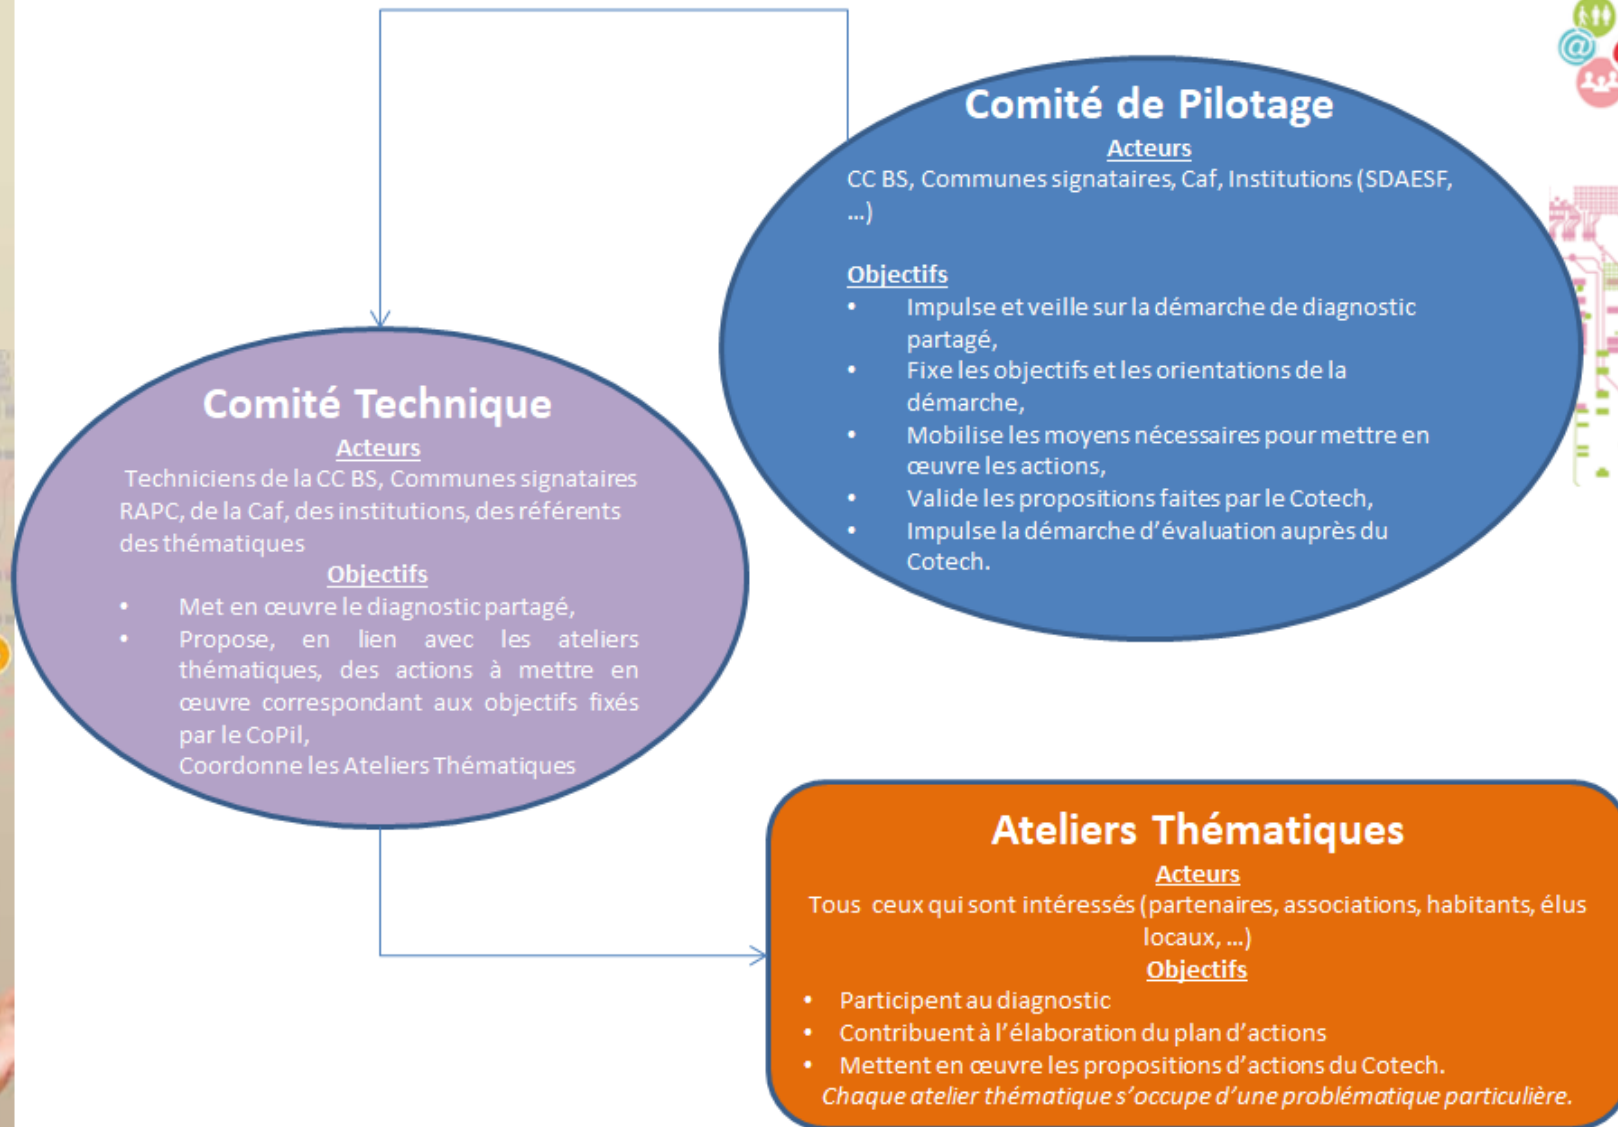 Comité de Pilotage
Acteurs
CC BS, Communes signataires, Caf, Institutions (SDAESF,
…)
Objectifs
• Impulse et veille sur la démarche de diagnostic
partagé,
• Fixe les objectifs et les orientations de la
démarche,
• Mobilise les moyens nécessaires pour mettre en
œuvre les actions,
• Valide les propositions faites par le Cotech,
• Impulse la démarche d’évaluation auprès du
Cotech.
Comité Technique
Acteurs
Techniciens de la CC BS, Communes signataires
RAPC, de la Caf, des institutions, des référents
des thématiques
Objectifs
• Met en œuvre le diagnostic partagé,
• Propose, en lien avec les ateliers
thématiques, des actions à mettre en
œuvre correspondant aux objectifs fixés
par le CoPil,
Coordonne les Ateliers Thématiques
Ateliers Thématiques
Acteurs
Tous ceux qui sont intéressés (partenaires, associations, habitants, élus
locaux, …)
Objectifs
• Participent au diagnostic
• Contribuent à l’élaboration du plan d’actions
• Mettent en œuvre les propositions d’actions du Cotech.
Chaque atelier thématique s’occupe d’une problématique particulière.
@